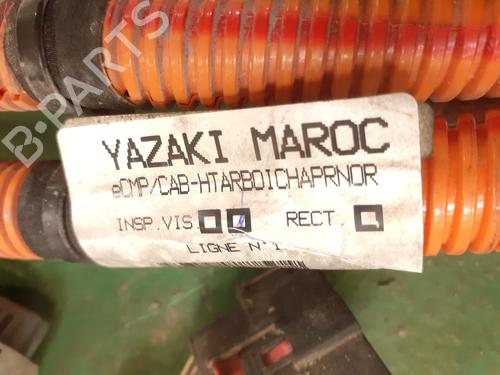 B-PARTS
YAZAKI MAROC
eCMP/CAB-HTARBOICHAPRNOR
INSP.VIS. RECT.
LIGNE N°1